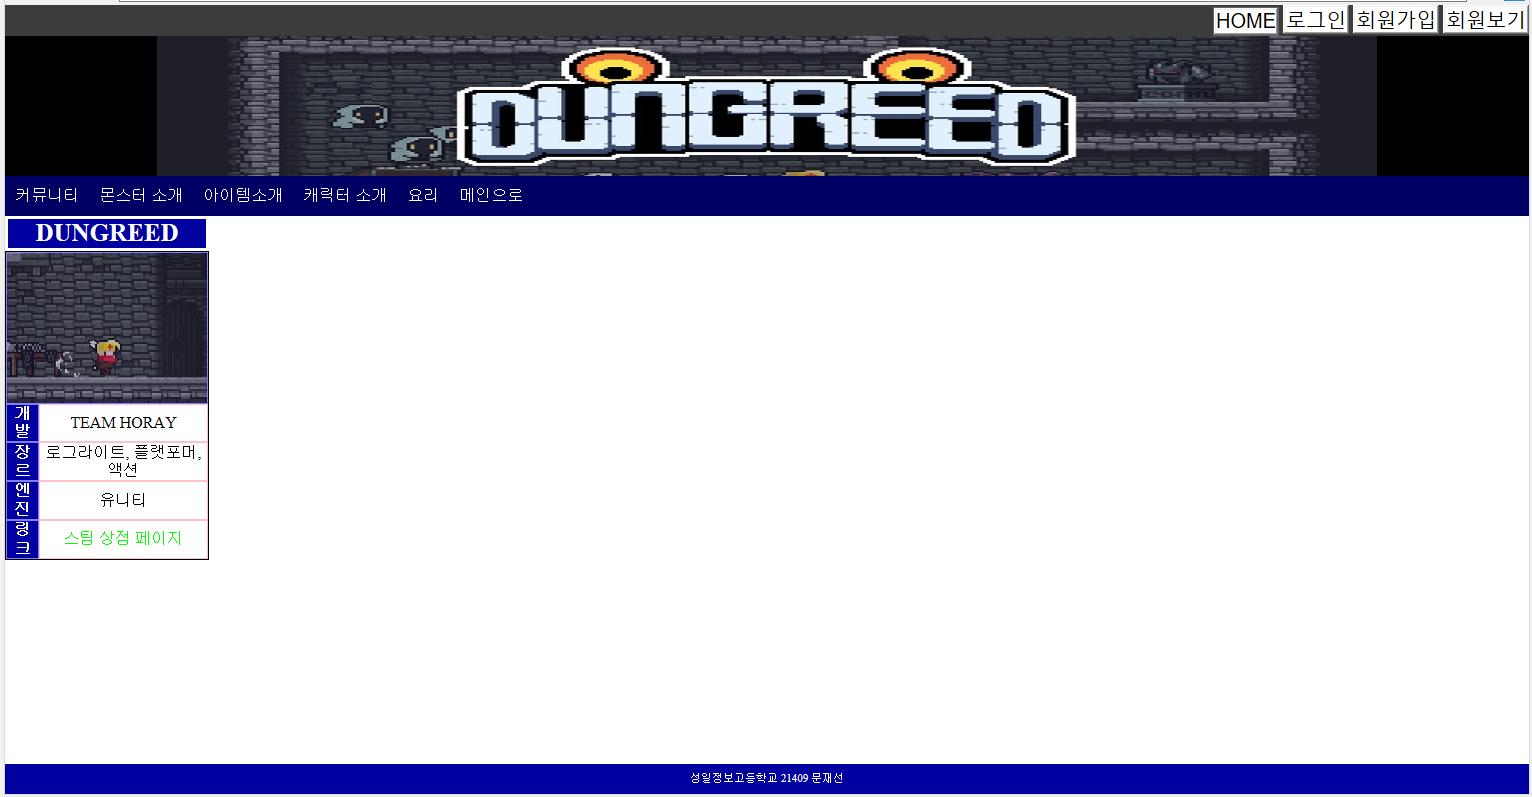 HOME 로그인 회원가입 회원보기
DUNGREED
커뮤니티 몬스터 소개 아이템소개 캐릭터 소개 요리 메인으로
DUNGREED
개발 TEAM HORAY
장르 로그라이트, 플랫포머,
액션
엔진 유니티
링크 스팀 상점 페이지
성일정보고등학교 21409 문재선